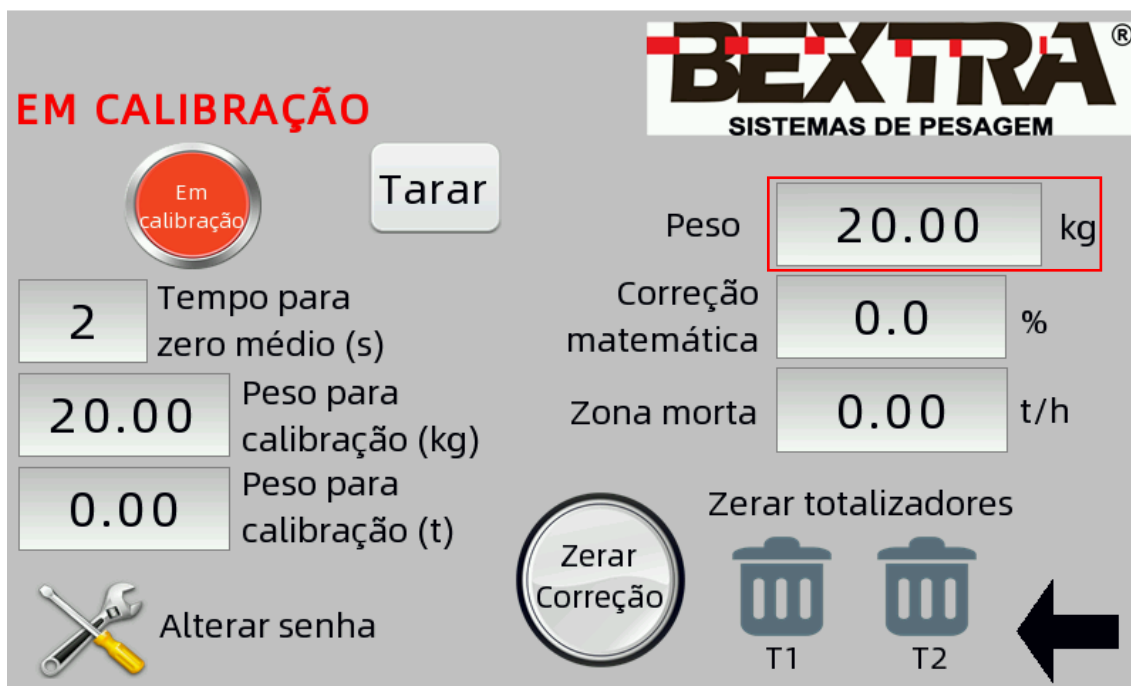 BEXTRA®
SISTEMAS DE PESAGEM
EM CALIBRAÇÃO
Em
calibração
Tarar
Peso
20.00
kg
2
Tempo para
zero médio (s)
Correção
matemática
0.0
%
20.00
Peso para
calibração (kg)
Zona morta
0.00
t/h
0.00
Peso para
calibração (t)
Zerar totalizadores
Zerar
Correção
Alterar senha
T1
T2